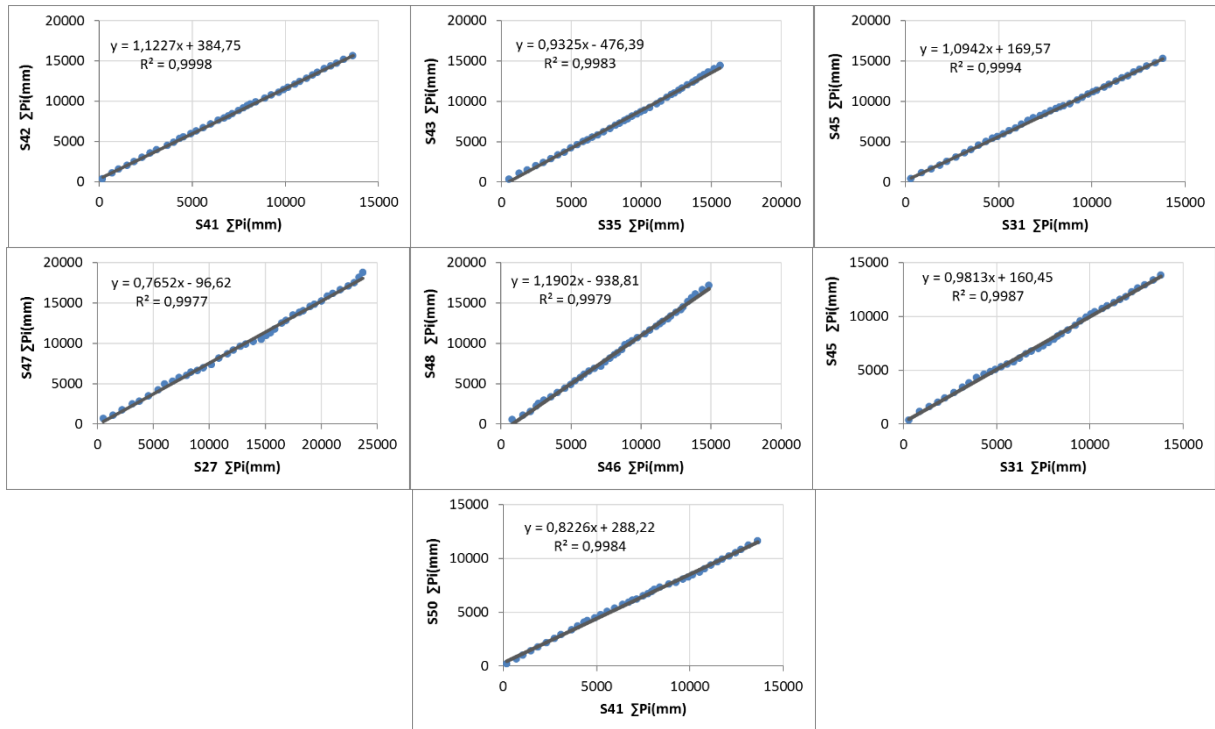 20000
15000
10000
5000
0
S42 ∑Pi(mm)
y = 1,1227x + 384,75
R² = 0,9998
0 5000 10000 15000
S41 ∑Pi(mm)
20000
15000
10000
5000
0
S43 ∑Pi(mm)
y = 0,9325x - 476,39
R² = 0,9983
0 5000 10000 15000 20000
S35 ∑Pi(mm)
20000
15000
10000
5000
0
S45 ∑Pi(mm)
y = 1,0942x + 169,57
R² = 0,9994
0 5000 10000 15000
S31 ∑Pi(mm)
20000
15000
10000
5000
0
S47 ∑Pi(mm)
y = 0,7652x - 96,62
R² = 0,9977
0 5000 10000 15000 20000 25000
S27 ∑Pi(mm)
20000
15000
10000
5000
0
S48 ∑Pi(mm)
y = 1,1902x - 938,81
R² = 0,9979
0 5000 10000 15000 20000
S46 ∑Pi(mm)
15000
10000
5000
0
S45 ∑Pi(mm)
y = 0,9813x + 160,45
R² = 0,9987
0 5000 10000 15000
S31 ∑Pi(mm)
15000
10000
5000
0
S50 ∑Pi(mm)
y = 0,8226x + 288,22
R² = 0,9984
0 5000 10000 15000
S41 ∑Pi(mm)